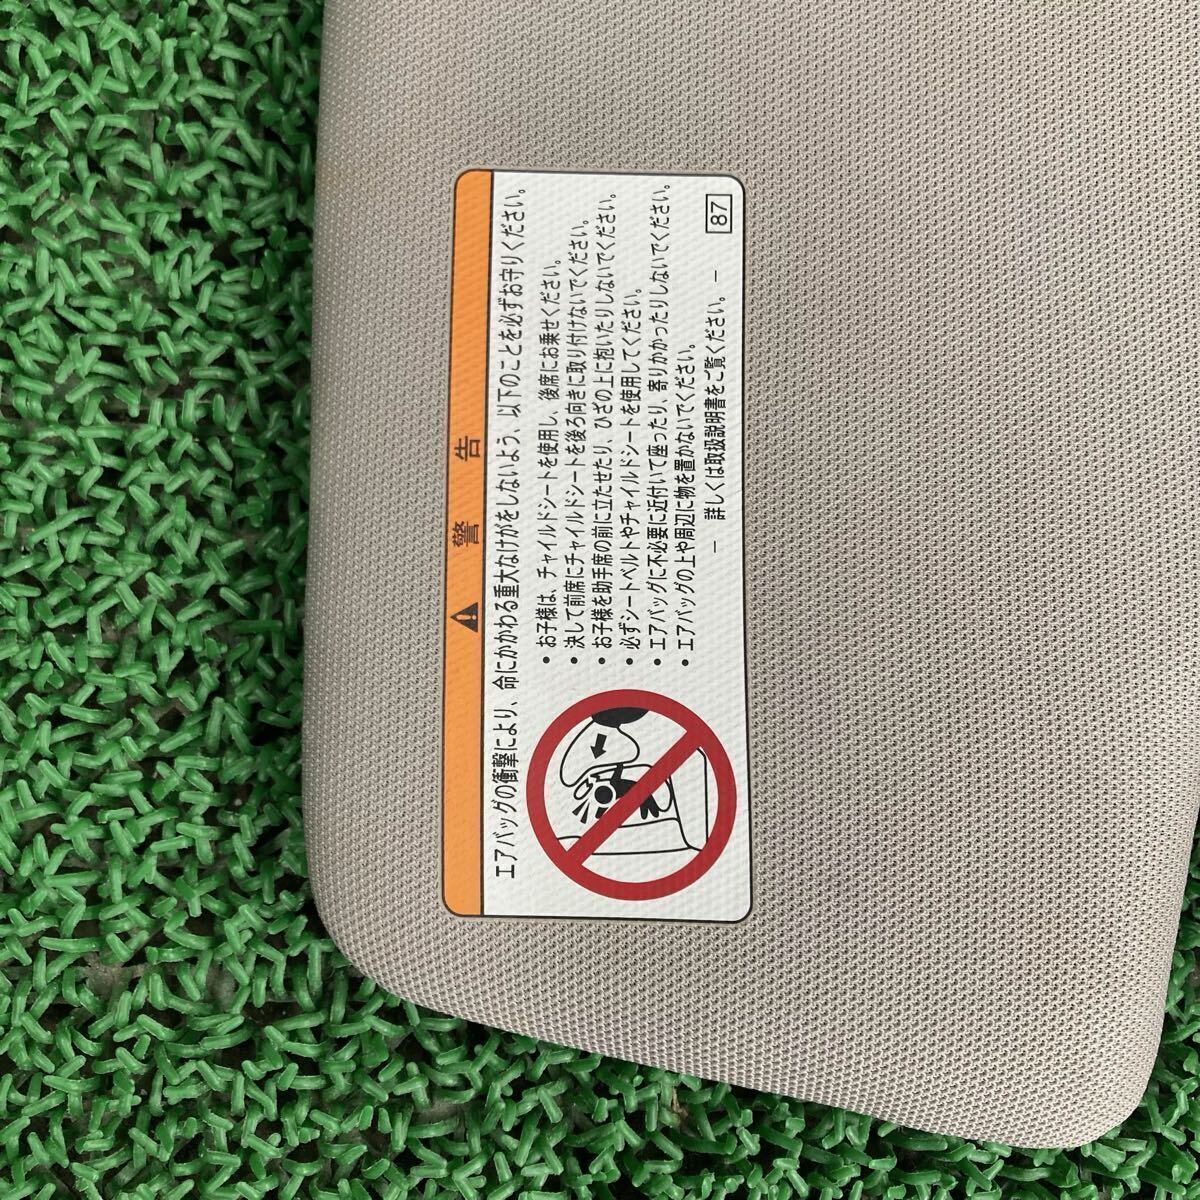 ⚠ 警 告
エアバッグの衝撃により、命にかかわる重大なけがをしないよう、以下のことを必ずお守りください。
・お子様は、チャイルドシートを使用し、後席にお乗せください。
・決して前席にチャイルドシートを後ろ向きに取り付けないでください。
・お子様を助手席の前に立たせたり、ひざの上に抱いたりしないでください。
・必ずシートベルトやチャイルドシートを使用してください。
・エアバッグに不必要に近付いて座ったり、寄りかかったりしないでください。
・エアバッグの上や周辺に物を置かないでください。
－ 詳しくは取扱説明書をご覧ください。－
87